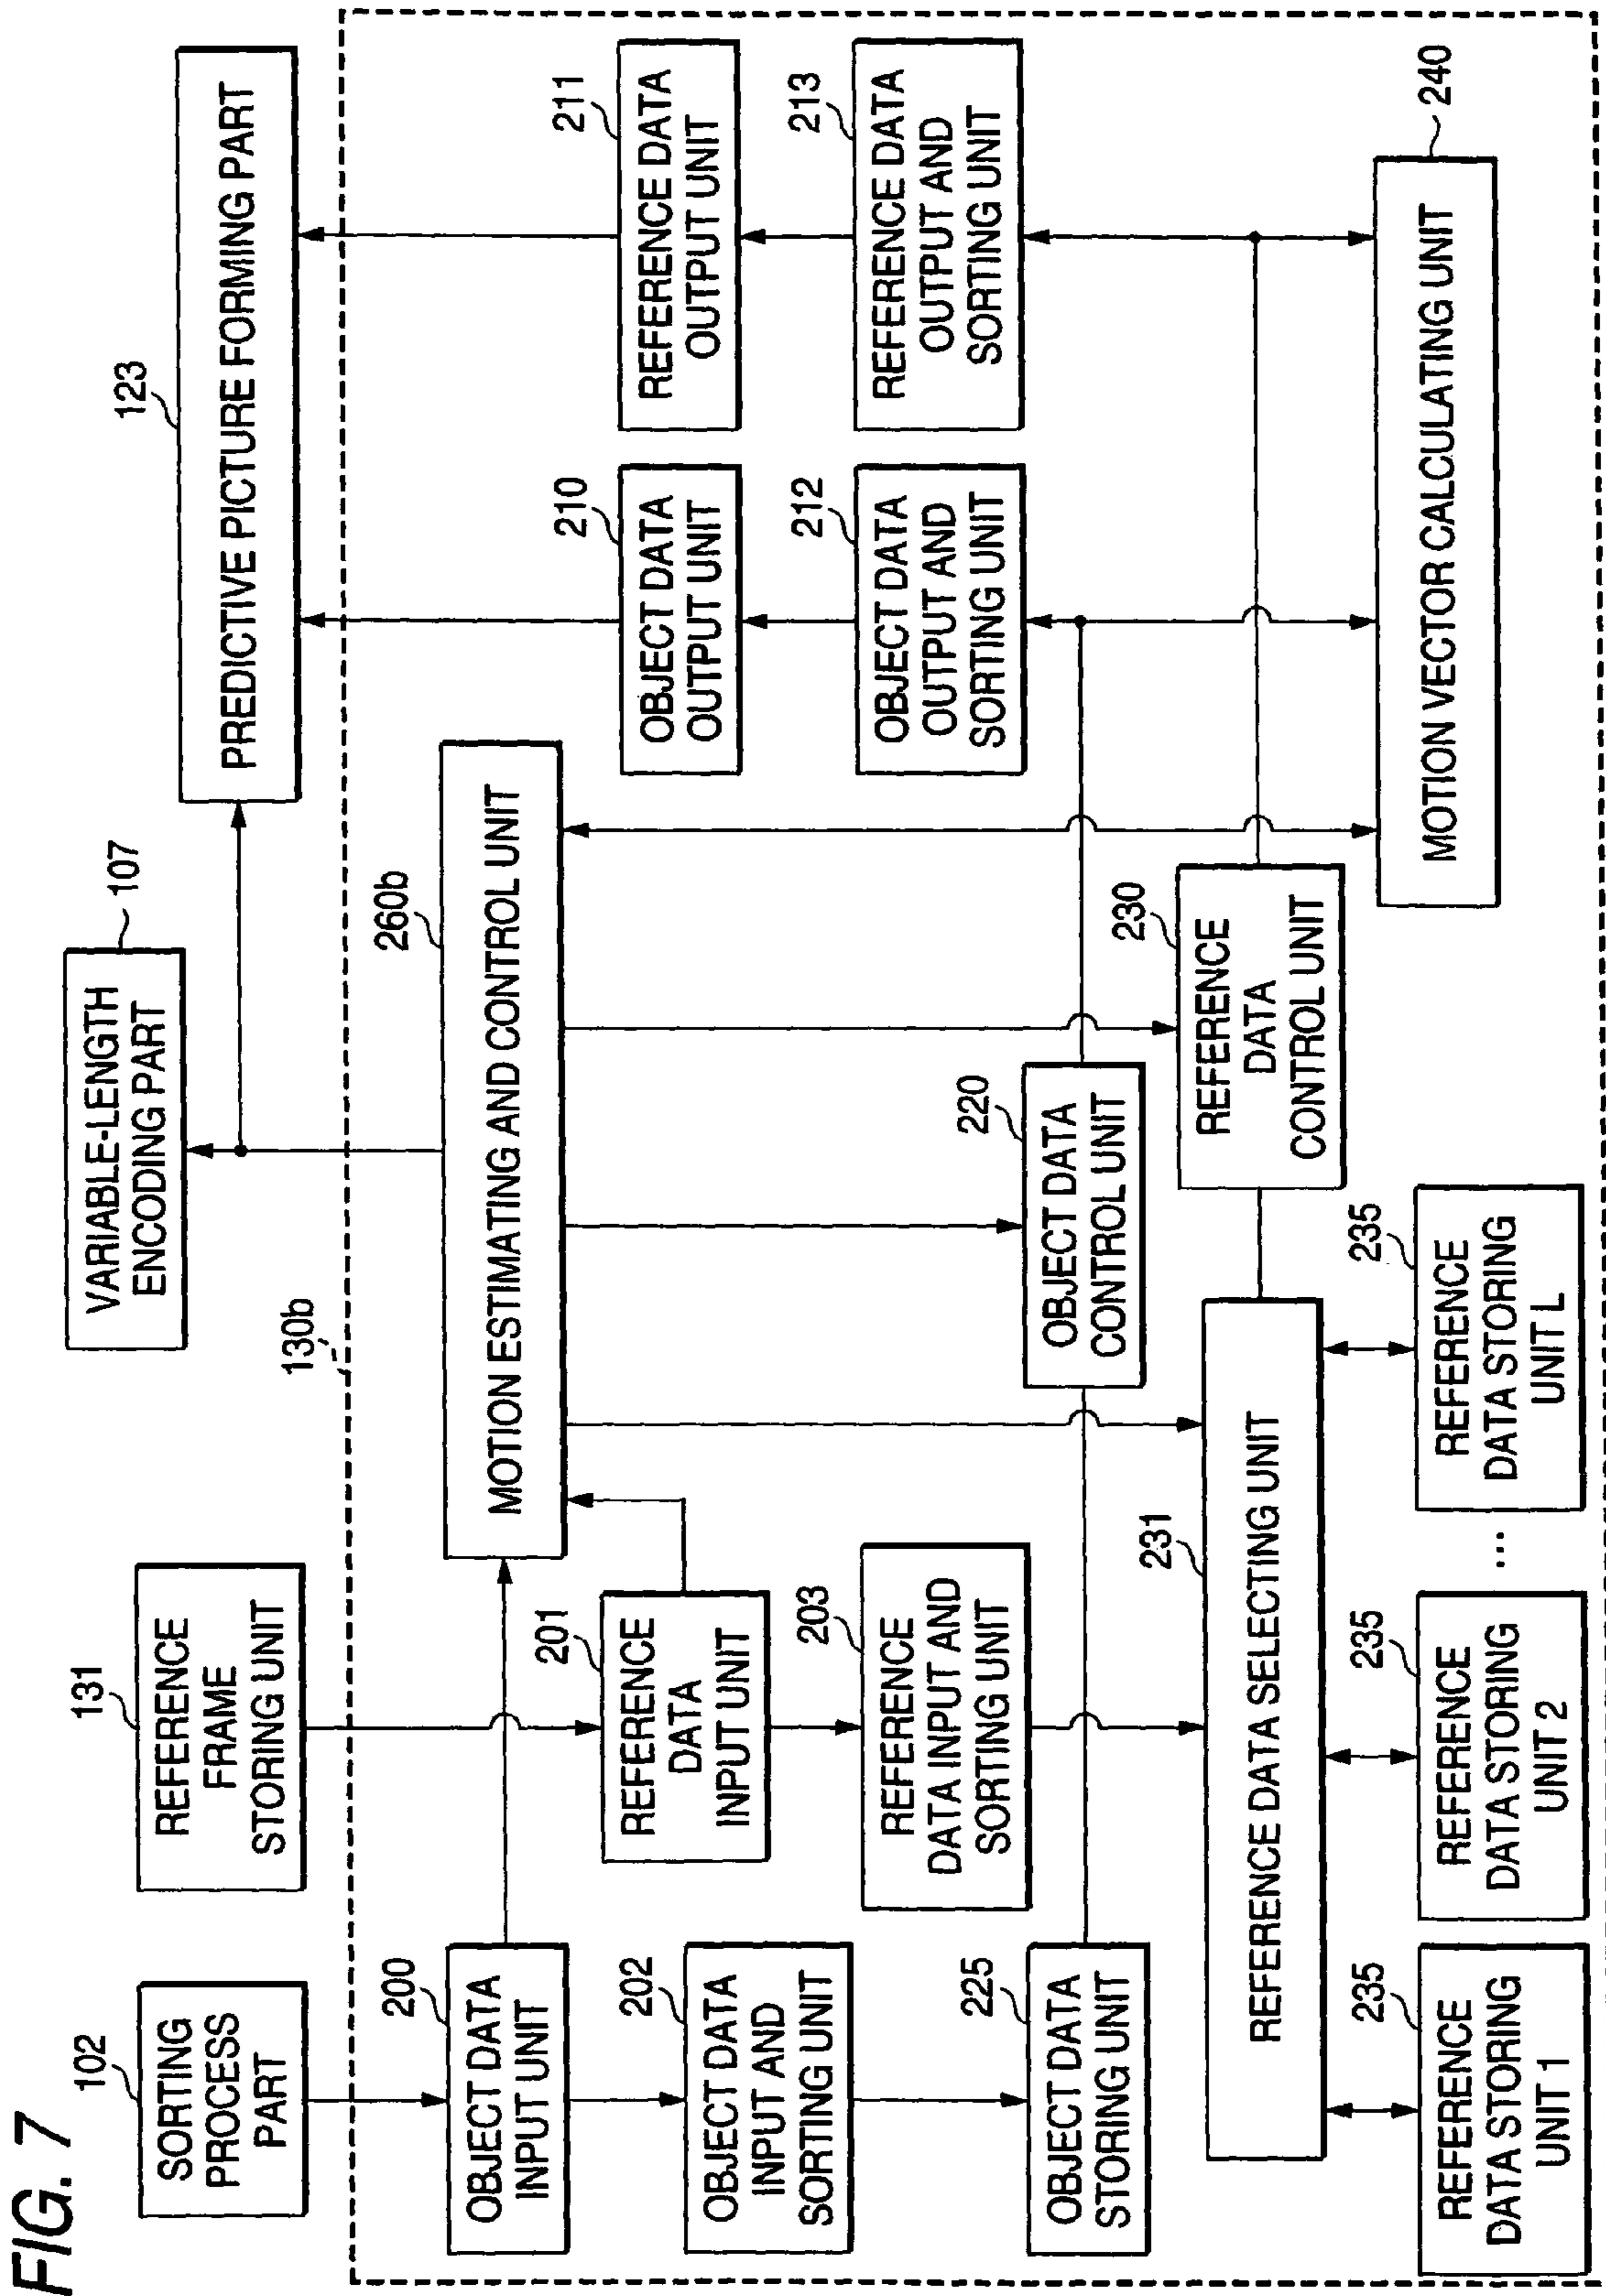 FIG. 7
102
SORTING
PROCESS
PART
131
REFERENCE
FRAME
STORING UNIT
VARIABLE-LENGTH
ENCODING PART
107
123
PREDICTIVE PICTURE FORMING PART
130b
200
OBJECT DATA
INPUT UNIT
260b
MOTION ESTIMATING AND CONTROL UNIT
201
REFERENCE
DATA
INPUT UNIT
210
OBJECT DATA
OUTPUT UNIT
211
REFERENCE DATA
OUTPUT UNIT
202
OBJECT DATA
INPUT AND
SORTING UNIT
203
REFERENCE
DATA INPUT AND
SORTING UNIT
212
OBJECT DATA
OUTPUT AND
SORTING UNIT
213
REFERENCE DATA
OUTPUT AND
SORTING UNIT
225
OBJECT DATA
STORING UNIT
220
OBJECT DATA
CONTROL UNIT
230
REFERENCE
DATA
CONTROL UNIT
231
REFERENCE DATA SELECTING UNIT
240
MOTION VECTOR CALCULATING UNIT
235
REFERENCE
DATA STORING
UNIT 1
235
REFERENCE
DATA STORING
UNIT 2
...
235
REFERENCE
DATA STORING
UNIT L